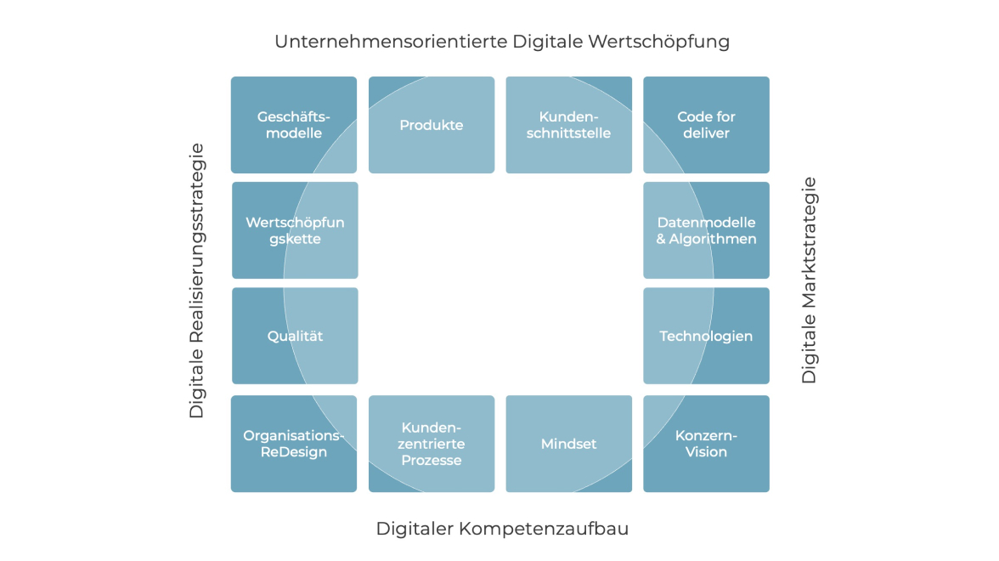 Unternehmensorientierte Digitale Wertschöpfung
Geschäfts-
modelle
Produkte
Kunden-
schnittstelle
Code for
deliver
Digitale Realisierungsstrategie
Wertschöpfun
gskette
Datenmodelle
& Algorithmen
Digitale Marktstrategie
Qualität
Technologien
Organisations-
ReDesign
Kunden-
zentrierte
Prozesse
Mindset
Konzern-
Vision
Digitaler Kompetenzaufbau